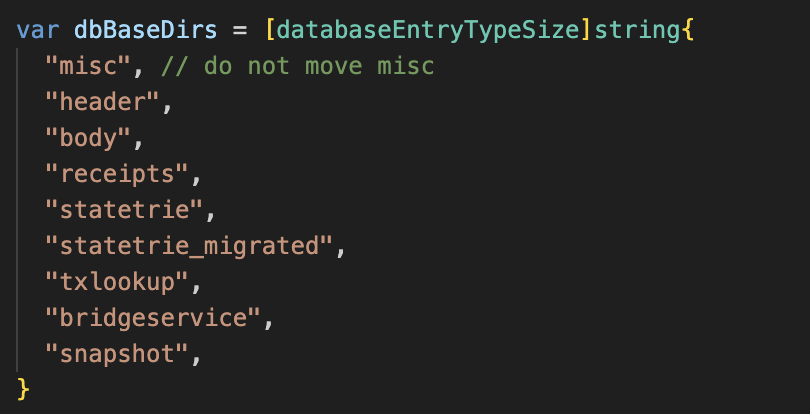 var dbBaseDirs = [databaseEntryTypeSize]string{
"misc", // do not move misc
"header",
"body",
"receipts",
"statetrie",
"statetrie_migrated",
"txlookup",
"bridgeservice",
"snapshot",
}